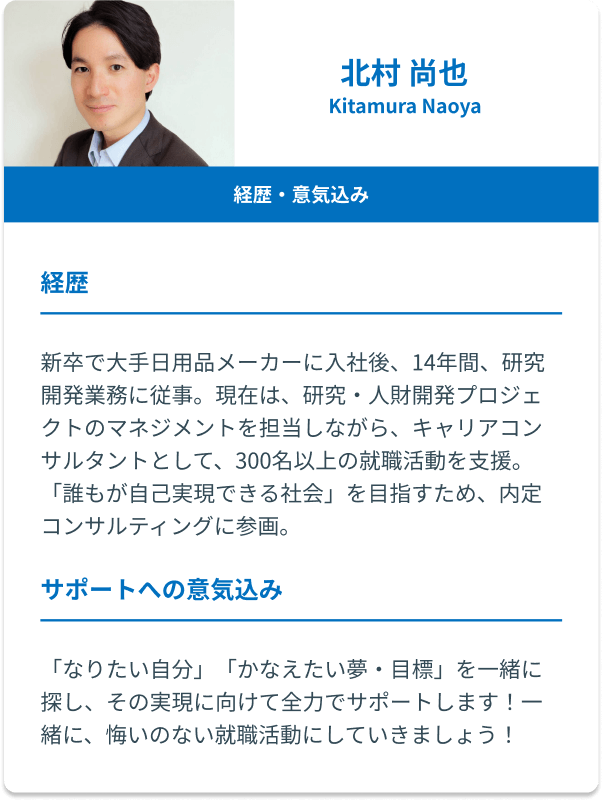 北村 尚也
Kitamura Naoya
経歴・意気込み
経歴
新卒で大手日用品メーカーに入社後、14年間、研究
開発業務に従事。現在は、研究・人財開発プロジェ
クトのマネジメントを担当しながら、キャリアコン
サルタントとして、300名以上の就職活動を支援。
「誰もが自己実現できる社会」を目指すため、内定
コンサルティングに参画。
サポートへの意気込み
「なりたい自分」「かなえたい夢・目標」を一緒に
探し、その実現に向けて全力でサポートします！一
緒に、悔いのない就職活動にしていきましょう！